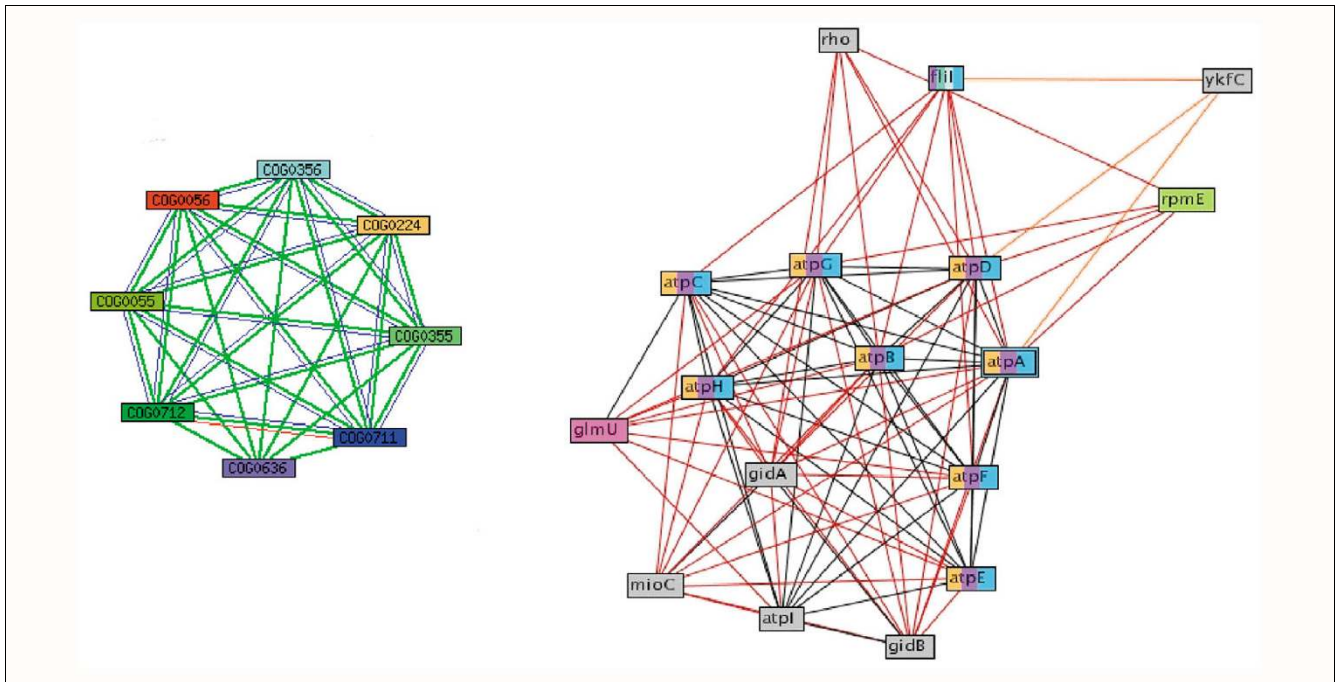 COG0356
COG0056
COG0224
COG0055
COG0355
COG0712
COG0711
COG0636
rho
fliI
ykfC
rpmE
atpG
atpD
atpC
atpB
atpA
atpH
glmU
gidA
atpF
atpE
mioC
atpI
gidB